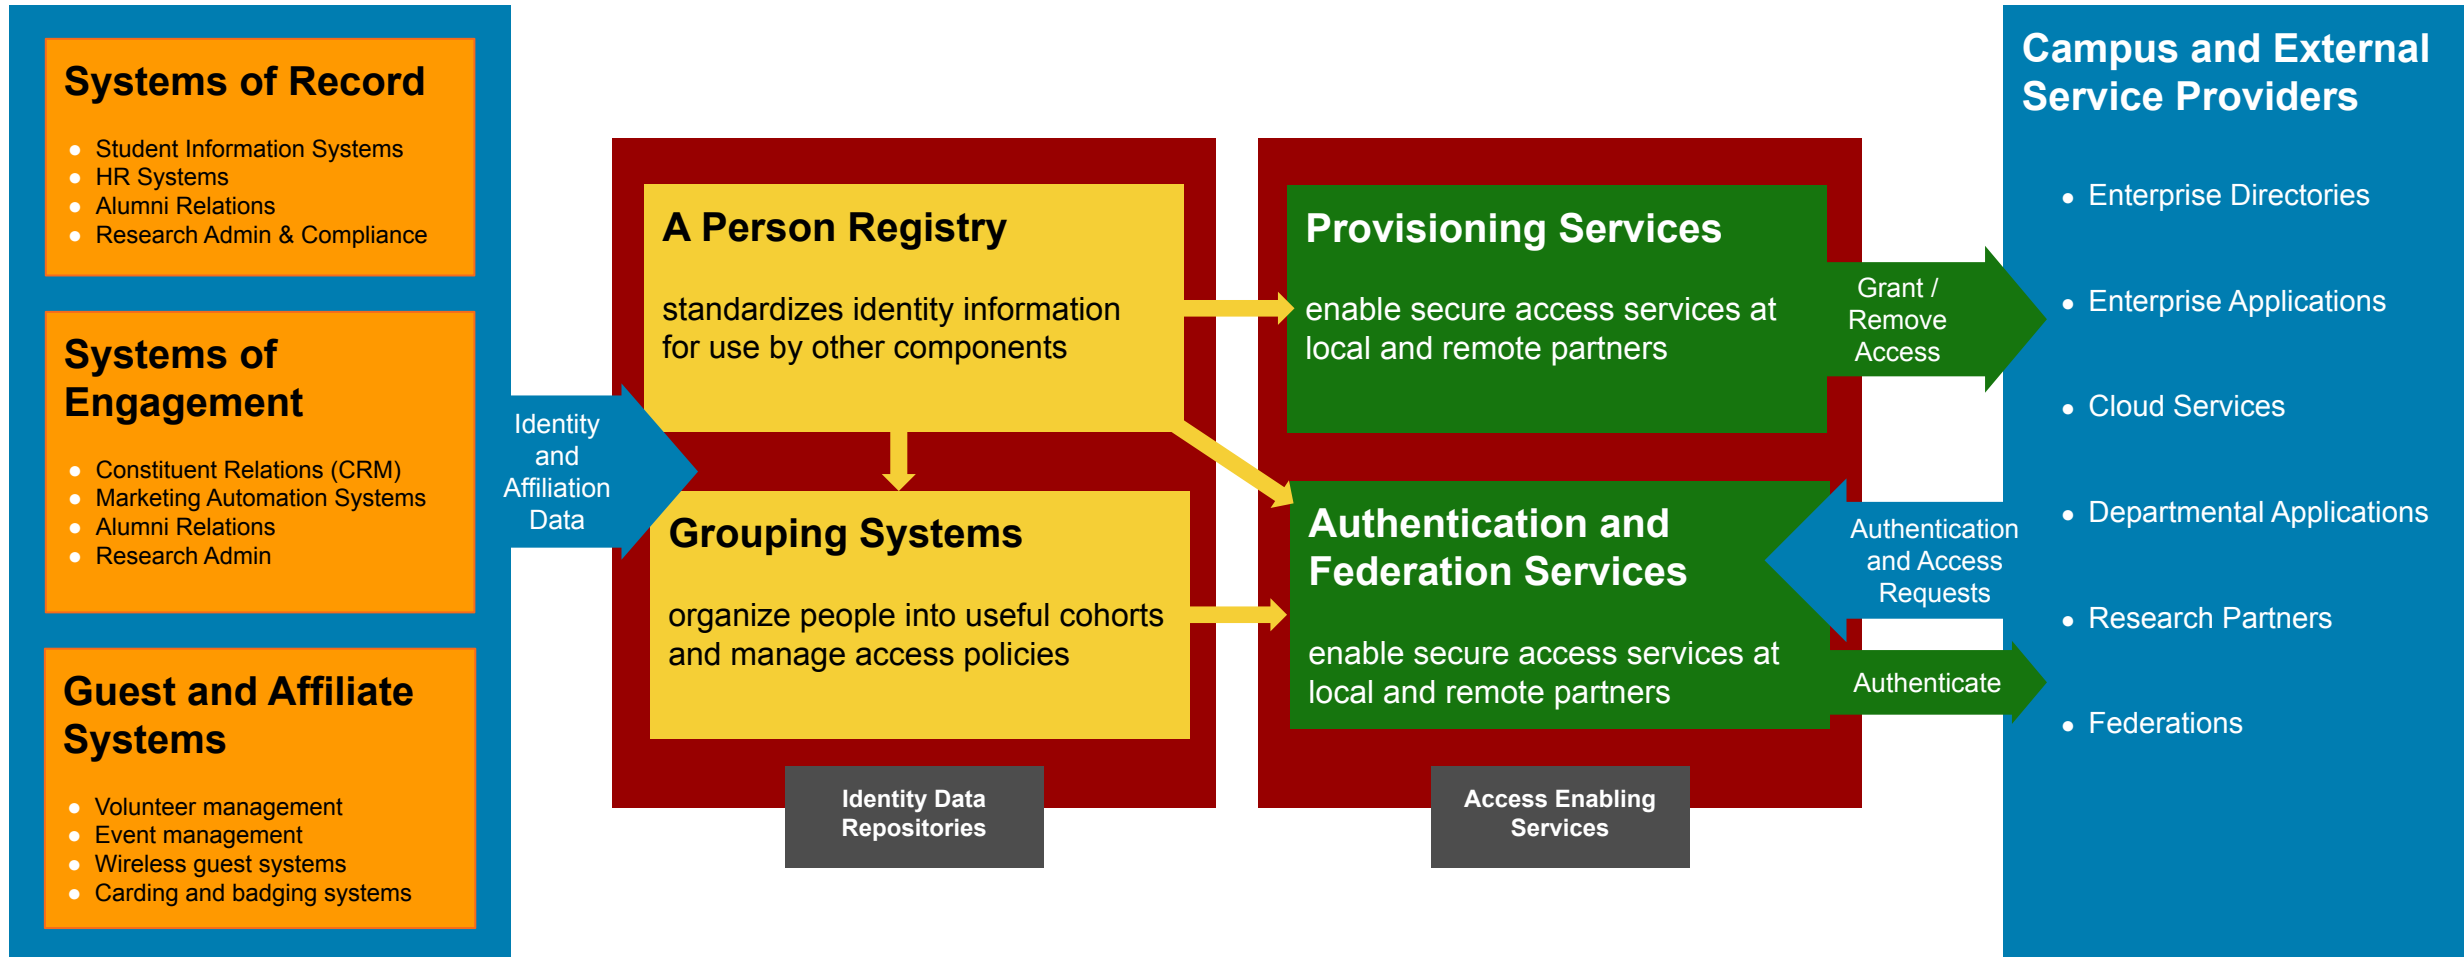 Systems of Record
Student Information Systems
HR Systems
Alumni Relations
Research Admin & Compliance
Systems of
Engagement
Constituent Relations (CRM)
Marketing Automation Systems
Alumni Relations
Research Admin
Guest and Affiliate
Systems
Volunteer management
Event management
Wireless guest systems
Carding and badging systems
Identity
and
Affiliation
Data
A Person Registry
standardizes identity information
for use by other components
Grouping Systems
organize people into useful cohorts
and manage access policies
Identity Data
Repositories
Provisioning Services
enable secure access services at
local and remote partners
Authentication and
Federation Services
enable secure access services at
local and remote partners
Access Enabling
Services
Grant /
Remove
Access
Authentication
and Access
Requests
Authenticate
Campus and External
Service Providers
Enterprise Directories
Enterprise Applications
Cloud Services
Departmental Applications
Research Partners
Federations